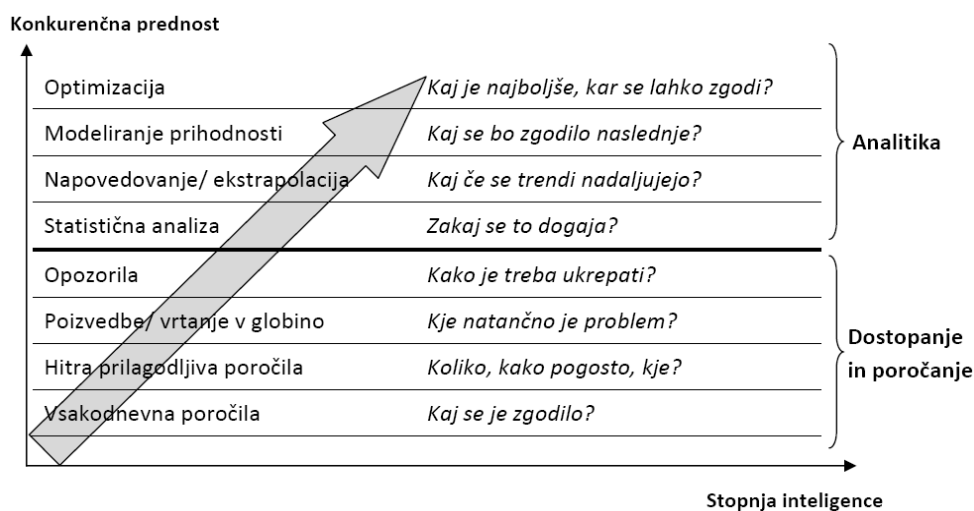 Konkurenčna prednost
Optimizacija Kaj je najboljše, kar se lahko zgodi?
Modeliranje prihodnosti Kaj se bo zgodilo naslednje?
Analitika
Napovedovanje/ ekstrapolacija Kaj če se trendi nadaljujejo?
Statistična analiza Zakaj se to dogaja?
Opozorila Kako je treba ukrepati?
Poizvedbe/ vrtanje v globino Kje natančno je problem?
Dostopanje
in poročanje
Hitra prilagodljiva poročila Koliko, kako pogosto, kje?
Vsakodnevna poročila Kaj se je zgodilo?
Stopnja inteligence